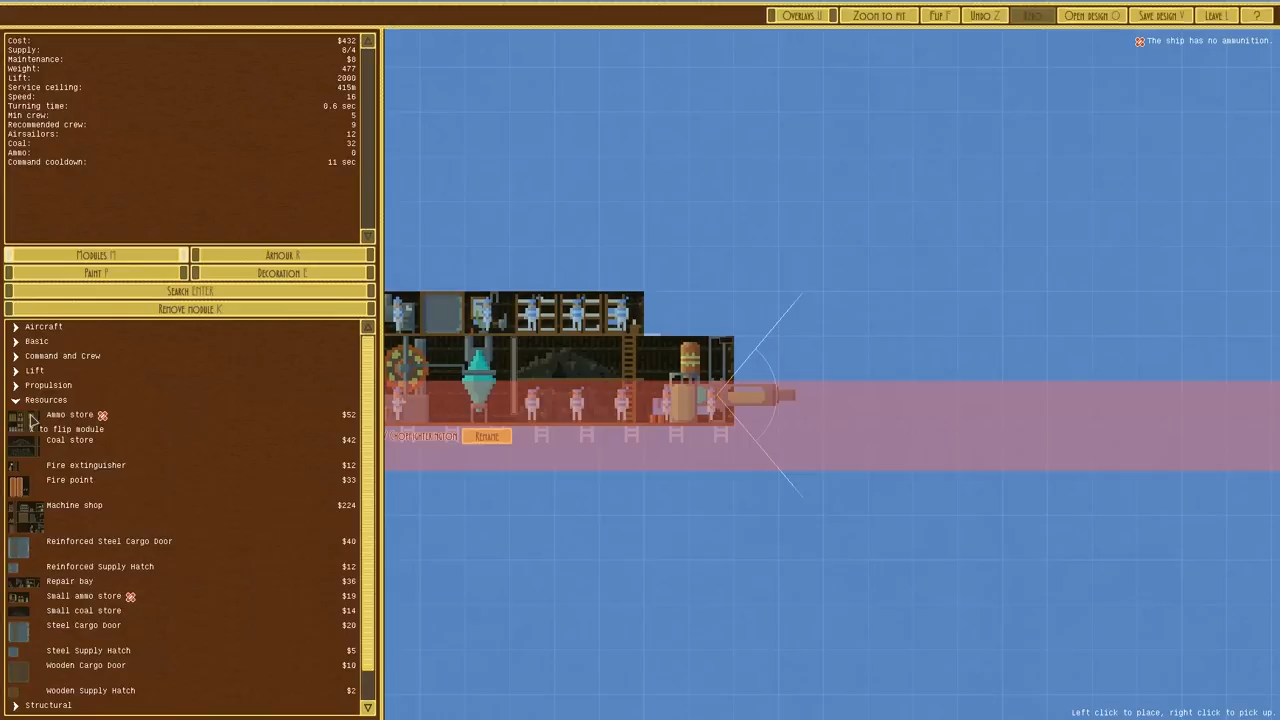 OVERLAYS U
ZOOM TO FIT
FLIP F
UNDO Z
REDO
OPEN DESIGN O
SAVE DESIGN V
LEAVE L
?
The ship has no ammunition.
Cost: $432
Supply: 8/4
Maintenance: $8
Weight: 477
Lift: 2000
Service ceiling: 415m
Speed: 16
Turning time: 0.6 sec
Min crew: 5
Recommended crew: 9
Airsailors: 12
Coal: 32
Ammo: 0
Command cooldown: 11 sec
MODULES M
ARMOUR R
PAINT P
DECORATION E
SEARCH ENTER
REMOVE MODULE K
Aircraft
Basic
Command and Crew
Lift
Propulsion
Resources
Ammo store $52
X to flip module
Coal store $42
Fire extinguisher $12
Fire point $33
Machine shop $224
Reinforced Steel Cargo Door $40
Reinforced Supply Hatch $12
Repair bay $36
Small ammo store $19
Small coal store $14
Steel Cargo Door $20
Steel Supply Hatch $5
Wooden Cargo Door $10
Wooden Supply Hatch $2
Structural
RENAME
Left click to place, right click to pick up.